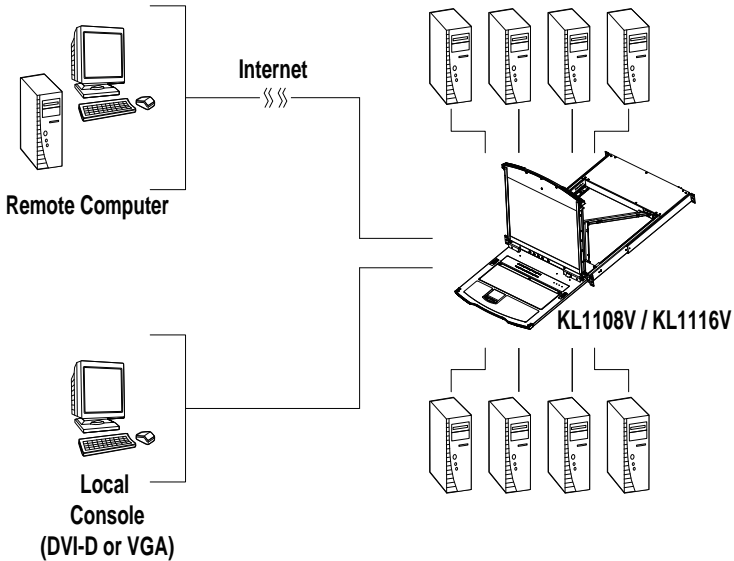 Internet
Remote Computer
KL1108V / KL1116V
Local
Console
(DVI-D or VGA)